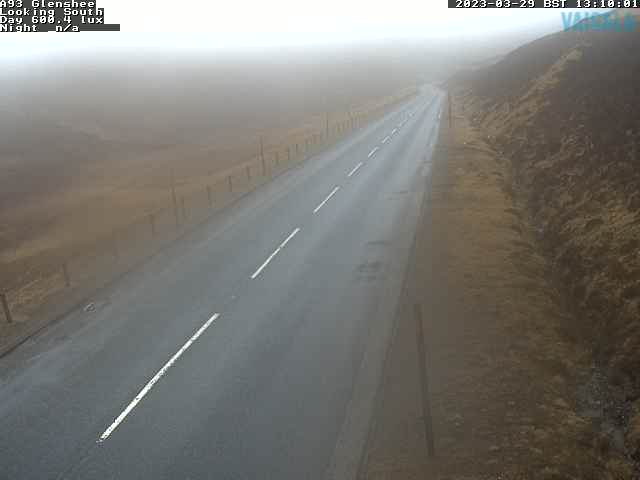 A93 Glenshee
Looking South
Day 600.4 lux
Night  n/a
2023-03-29 BST 13:10:01
VAISALA